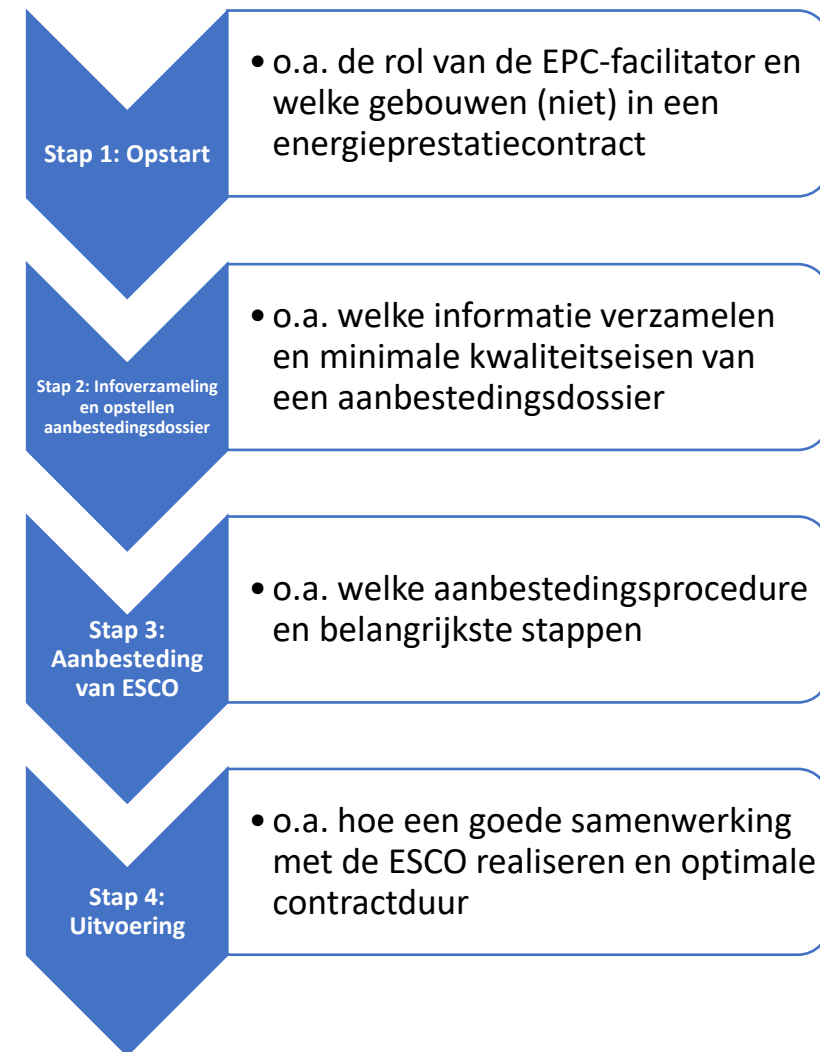 Stap 1: Opstart
• o.a. de rol van de EPC-facilitator en
welke gebouwen (niet) in een
energieprestatiecontract
Stap 2: Infoverzameling
en opstellen
aanbestedingsdossier
• o.a. welke informatie verzamelen
en minimale kwaliteitseisen van
een aanbestedingsdossier
Stap 3:
Aanbesteding
van ESCO
• o.a. welke aanbestedingsprocedure
en belangrijkste stappen
Stap 4:
Uitvoering
• o.a. hoe een goede samenwerking
met de ESCO realiseren en optimale
contractduur